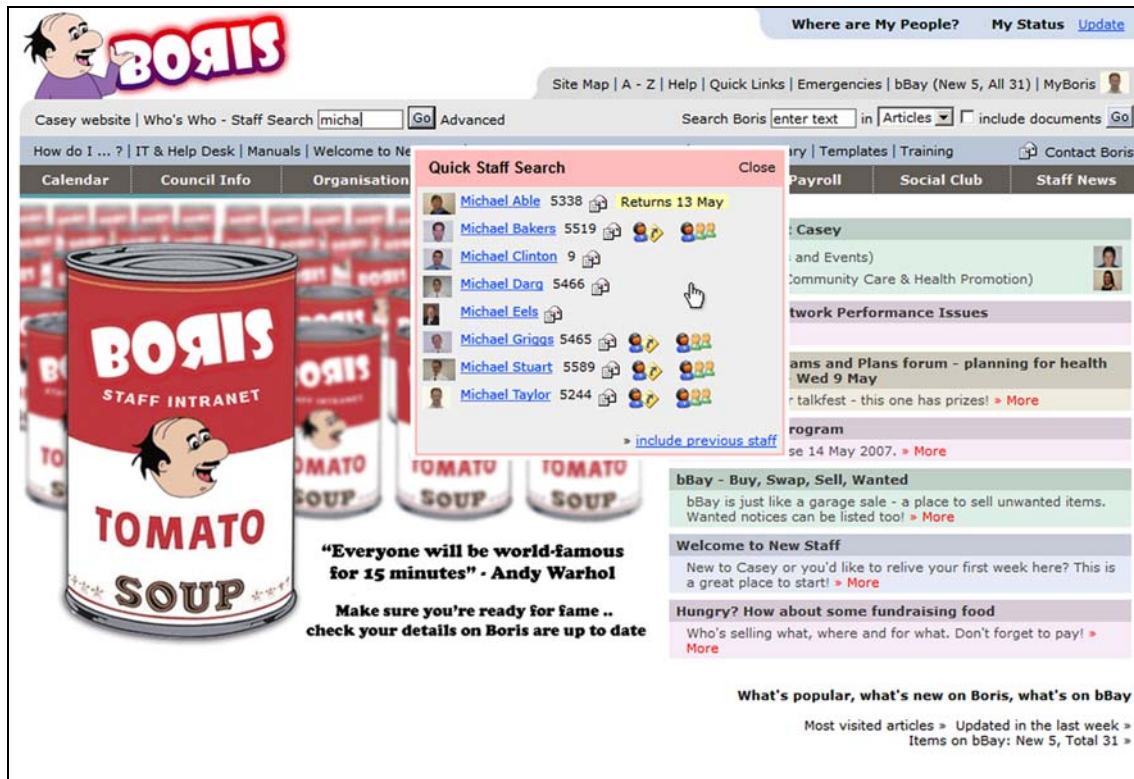 Where are My People? My Status Update
BOЯIS
Site Map | A - Z | Help | Quick Links | Emergencies | bBay (New 5, All 31) | MyBoris
Casey website | Who's Who - Staff Search micha Go Advanced
Search Boris enter text in Articles include documents Go
How do I ... ? | IT & Help Desk | Manuals | Welcome to Ne
Templates | Training Contact Boris
Calendar Council Info Organisation
Payroll Social Club Staff News
Quick Staff Search Close
Michael Able 5338 Returns 13 May
Michael Bakers 5519
Michael Clinton 9
Michael Darg 5466
Michael Eels
Michael Griggs 5465
Michael Stuart 5589
Michael Taylor 5244
» include previous staff
BOЯIS
STAFF INTRANET
TOMATO
SOUP
BOЯIS
TOMATO
SOUP
TOMATO
SOUP
TOMATO
SOUP
"Everyone will be world-famous
for 15 minutes" - Andy Warhol
Make sure you're ready for fame ..
check your details on Boris are up to date
Casey
and Events)
Community Care & Health Promotion)
twork Performance Issues
ams and Plans forum - planning for health
- Wed 9 May
talkfest - this one has prizes! » More
rogram
se 14 May 2007. » More
bBay - Buy, Swap, Sell, Wanted
bBay is just like a garage sale - a place to sell unwanted items.
Wanted notices can be listed too! » More
Welcome to New Staff
New to Casey or you'd like to relive your first week here? This is
a great place to start! » More
Hungry? How about some fundraising food
Who's selling what, where and for what. Don't forget to pay! »
More
What's popular, what's new on Boris, what's on bBay
Most visited articles » Updated in the last week »
Items on bBay: New 5, Total 31 »